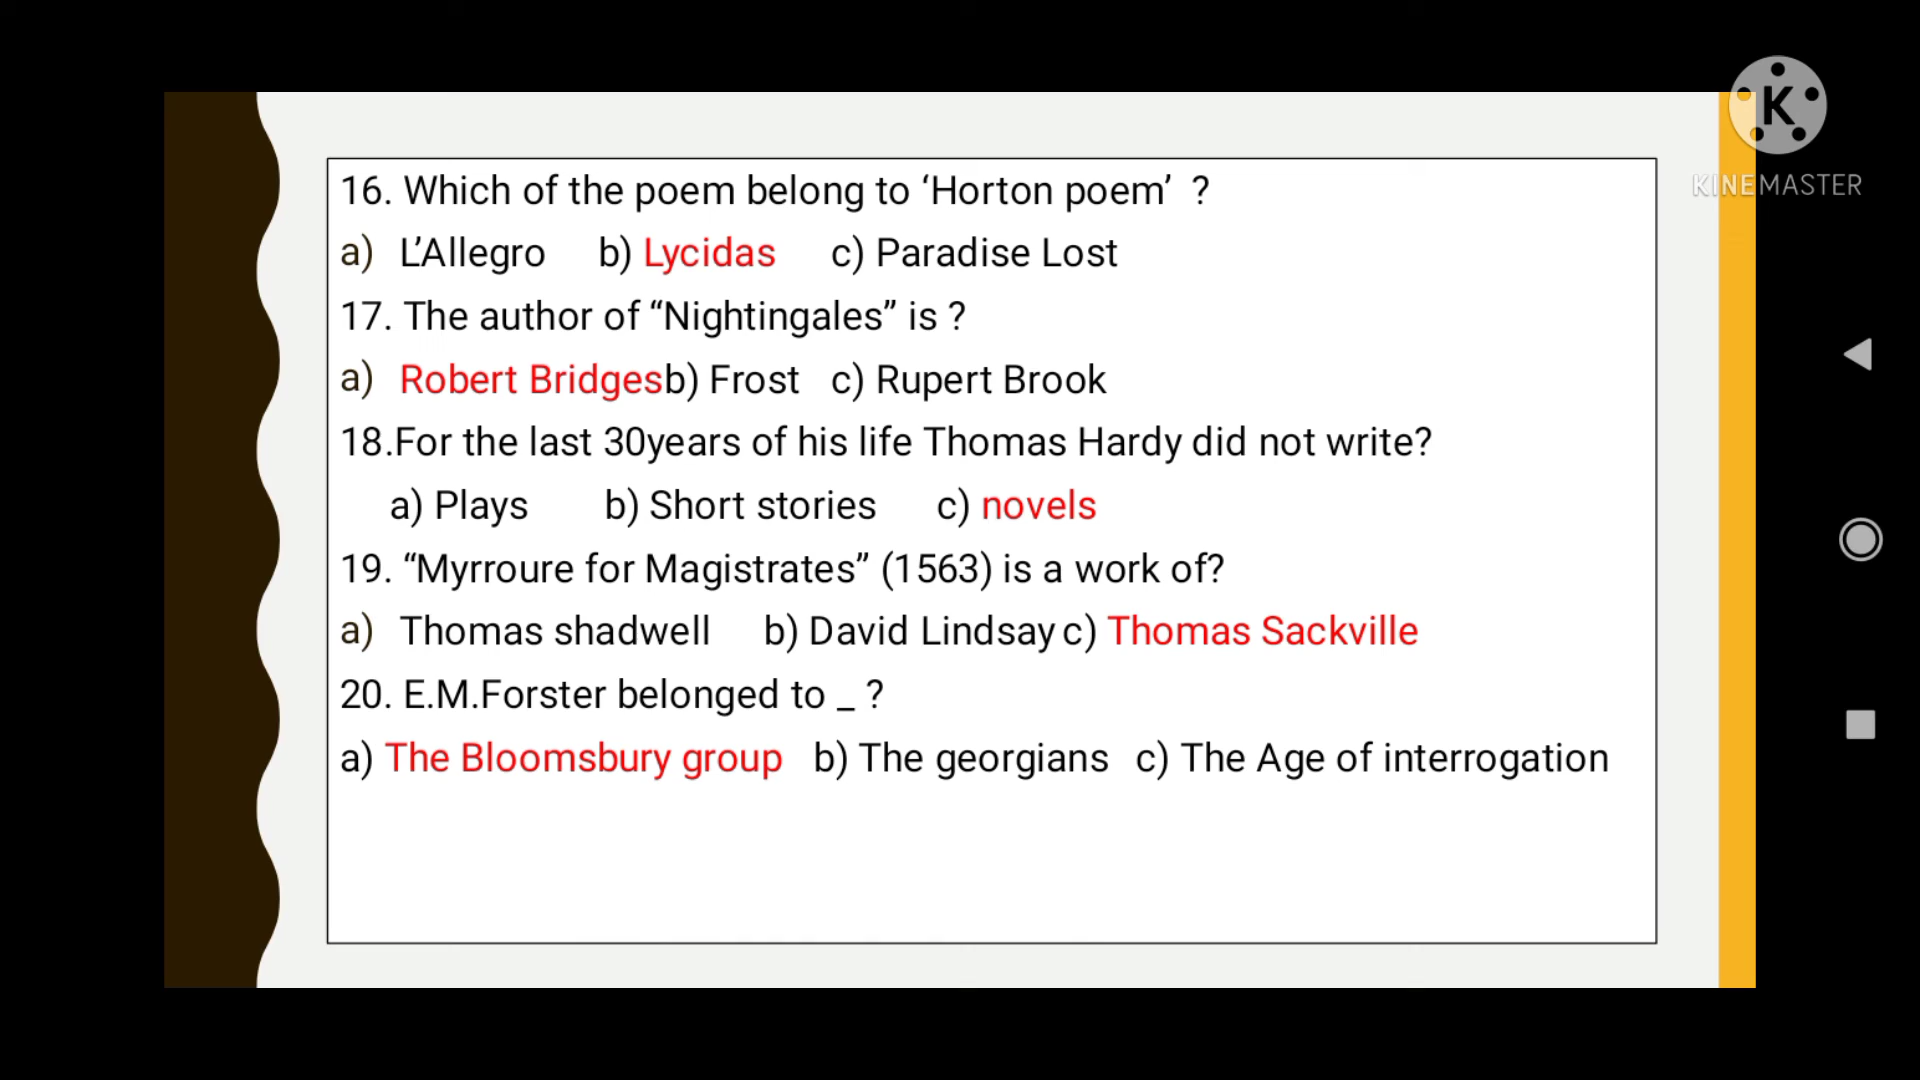 16. Which of the poem belong to ‘Horton poem’ ?
a) L’Allegro b) Lycidas c) Paradise Lost
17. The author of “Nightingales” is ?
a) Robert Bridgesb) Frost c) Rupert Brook
18.For the last 30years of his life Thomas Hardy did not write?
a) Plays b) Short stories c) novels
19. “Myrroure for Magistrates” (1563) is a work of?
a) Thomas shadwell b) David Lindsay c) Thomas Sackville
20. E.M.Forster belonged to _ ?
a) The Bloomsbury group b) The georgians c) The Age of interrogation
K
KINEMASTER